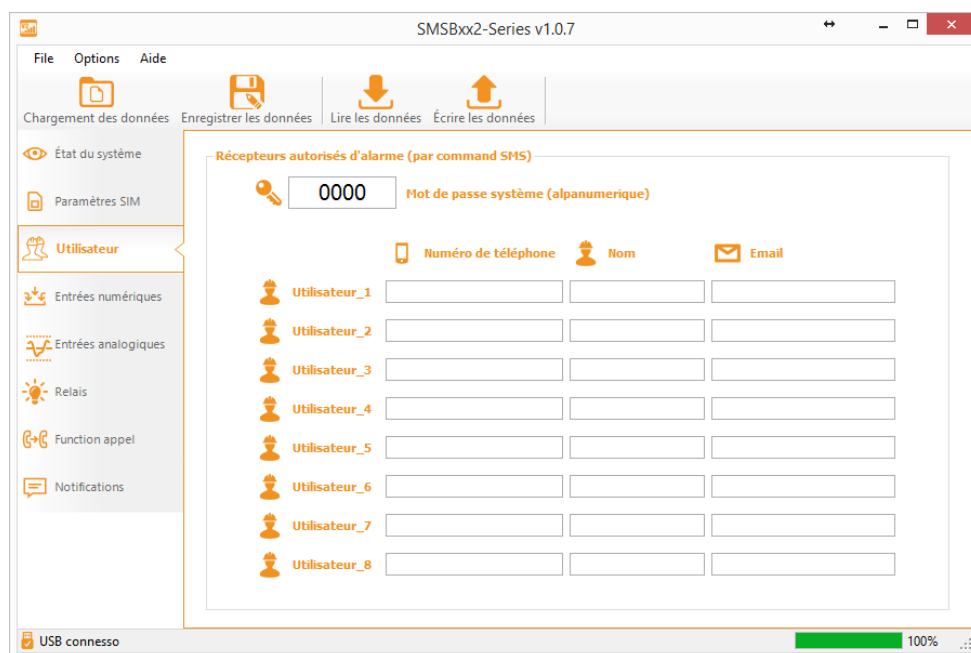 SMSBxx2-Series v1.0.7
File Options Aide
Chargement des données Enregistrer les données Lire les données Écrire les données
État du système
Paramètres SIM
Utilisateur
Entrées numériques
Entrées analogiques
Relais
Function appel
Notifications
Récepteurs autorisés d'alarme (par command SMS)
0000 Mot de passe système (alpanumerique)
Numéro de téléphone Nom Email
Utilisateur_1
Utilisateur_2
Utilisateur_3
Utilisateur_4
Utilisateur_5
Utilisateur_6
Utilisateur_7
Utilisateur_8
USB connesso 100%